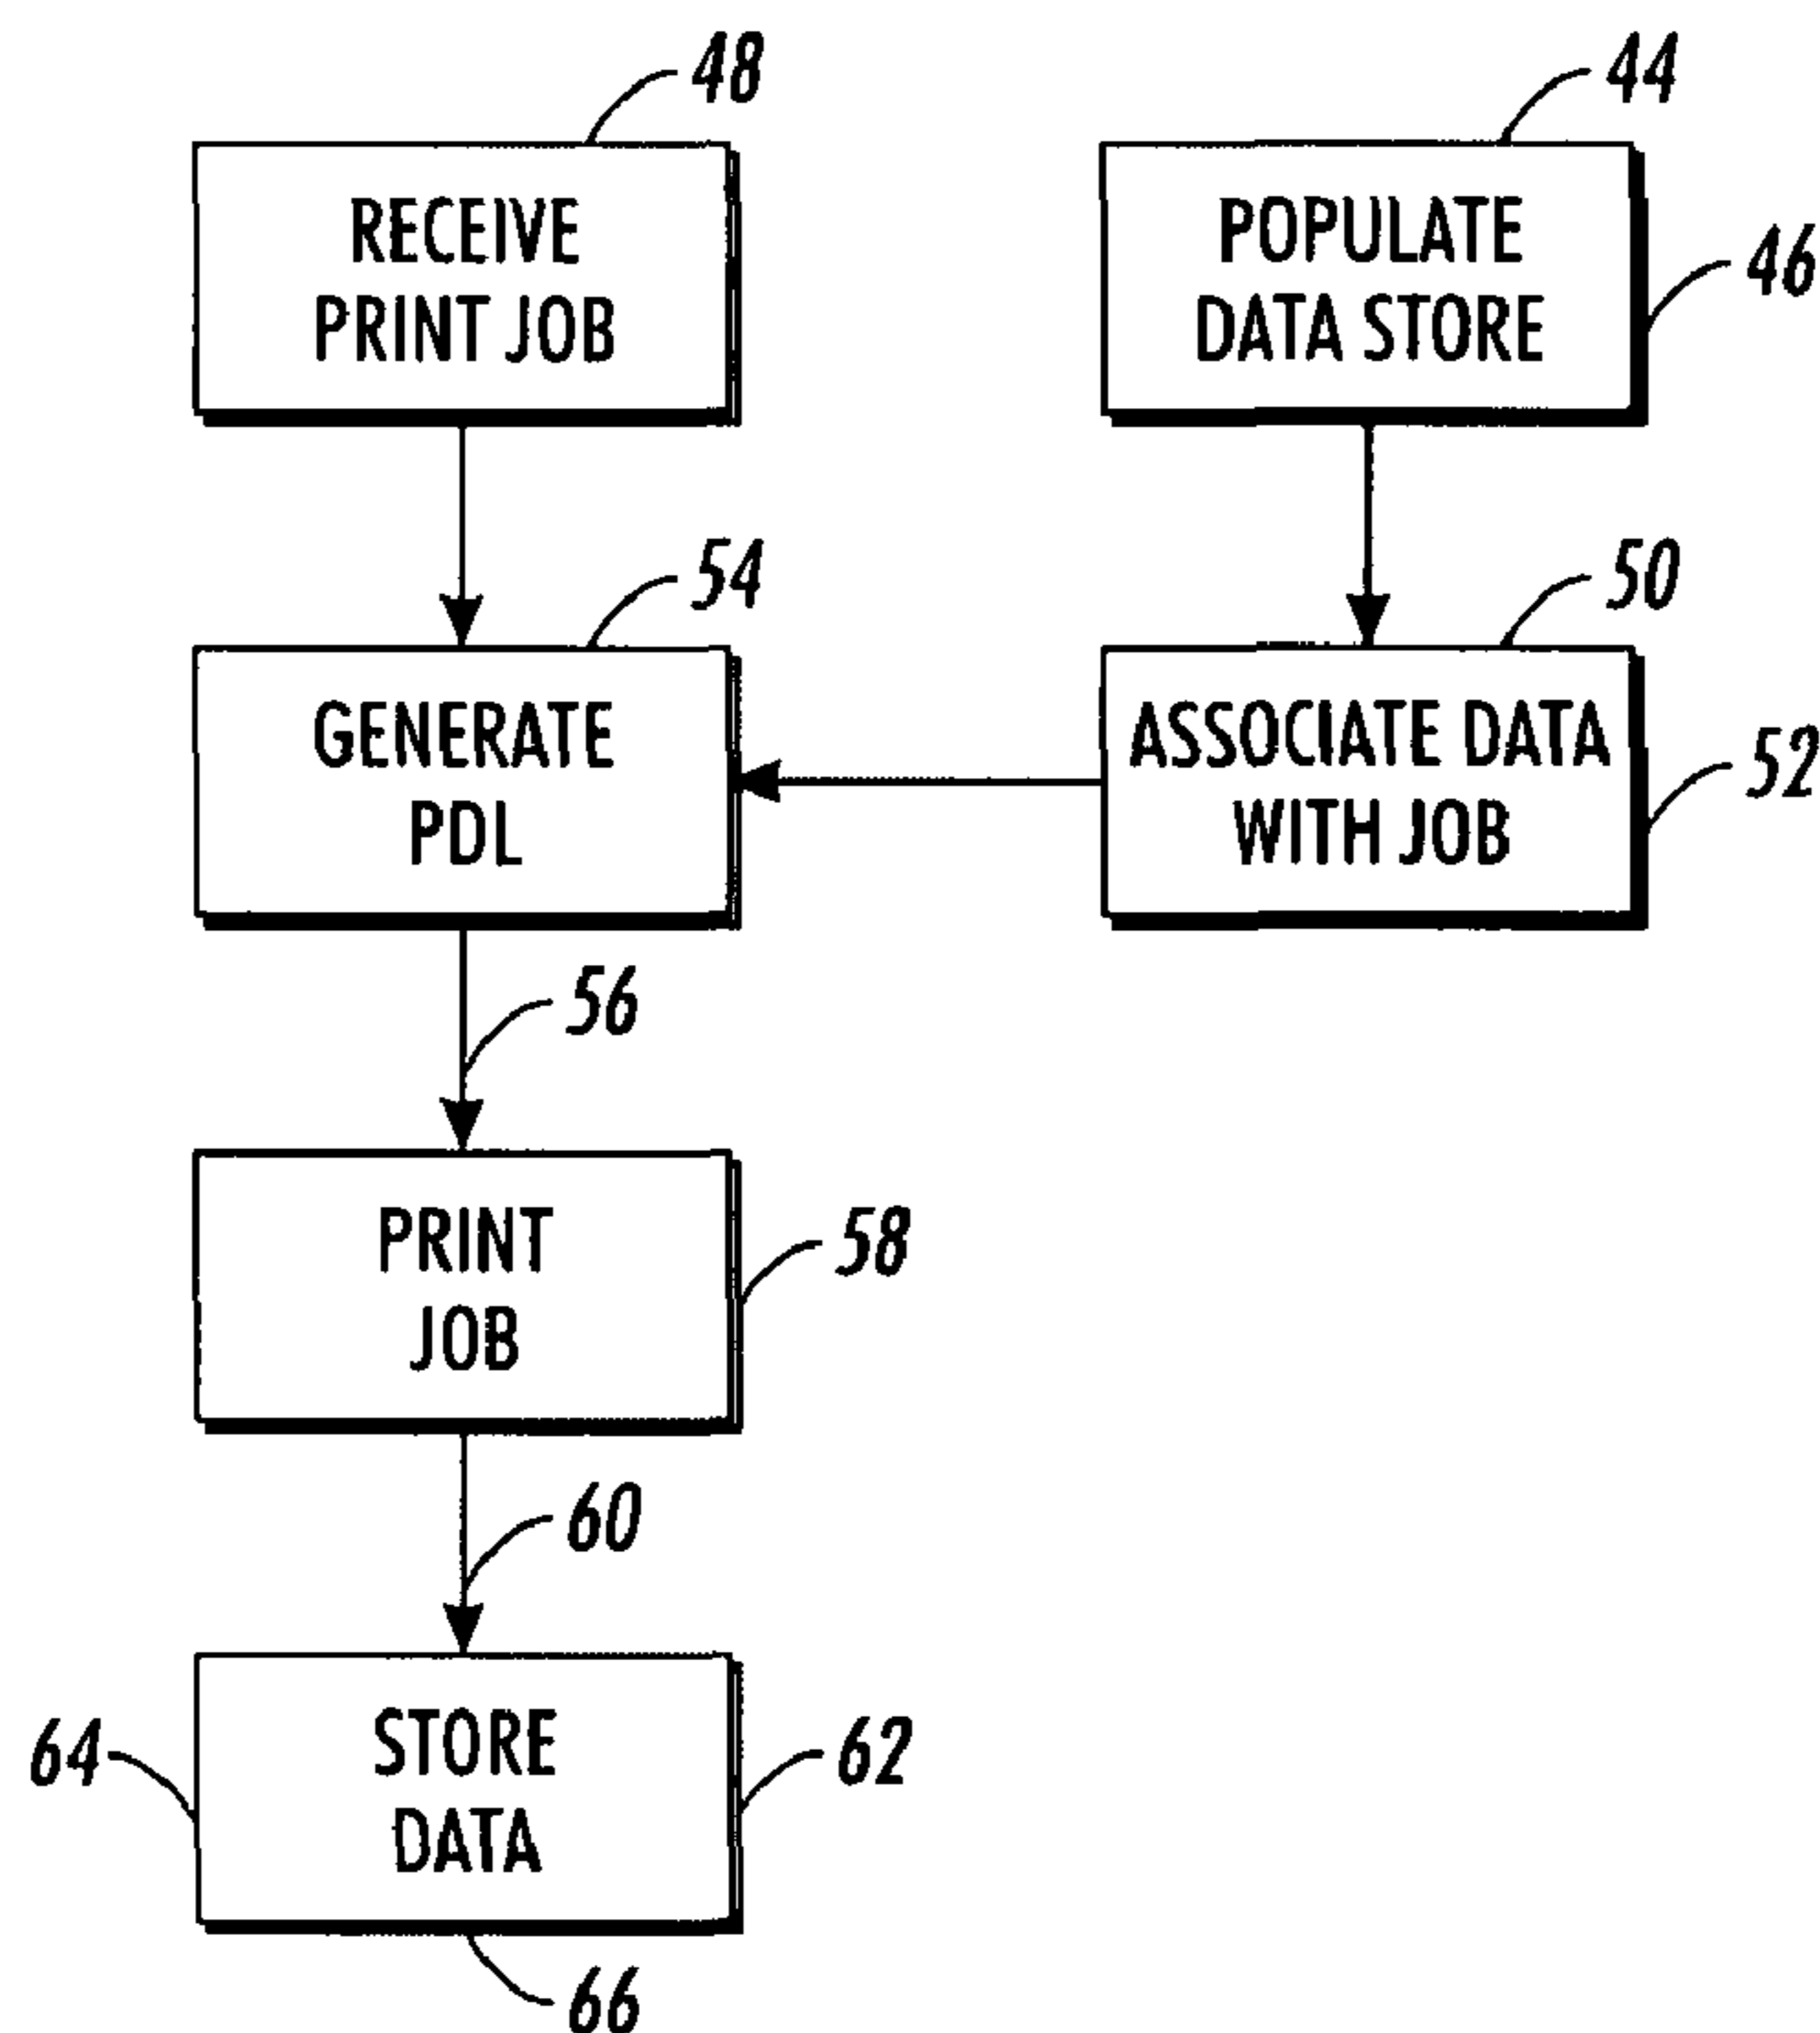 48
44
RECEIVE
PRINT JOB
POPULATE
DATA STORE
46
54
50
GENERATE
PDL
ASSOCIATE DATA
WITH JOB
52
56
PRINT
JOB
58
60
STORE
DATA
64
62
66